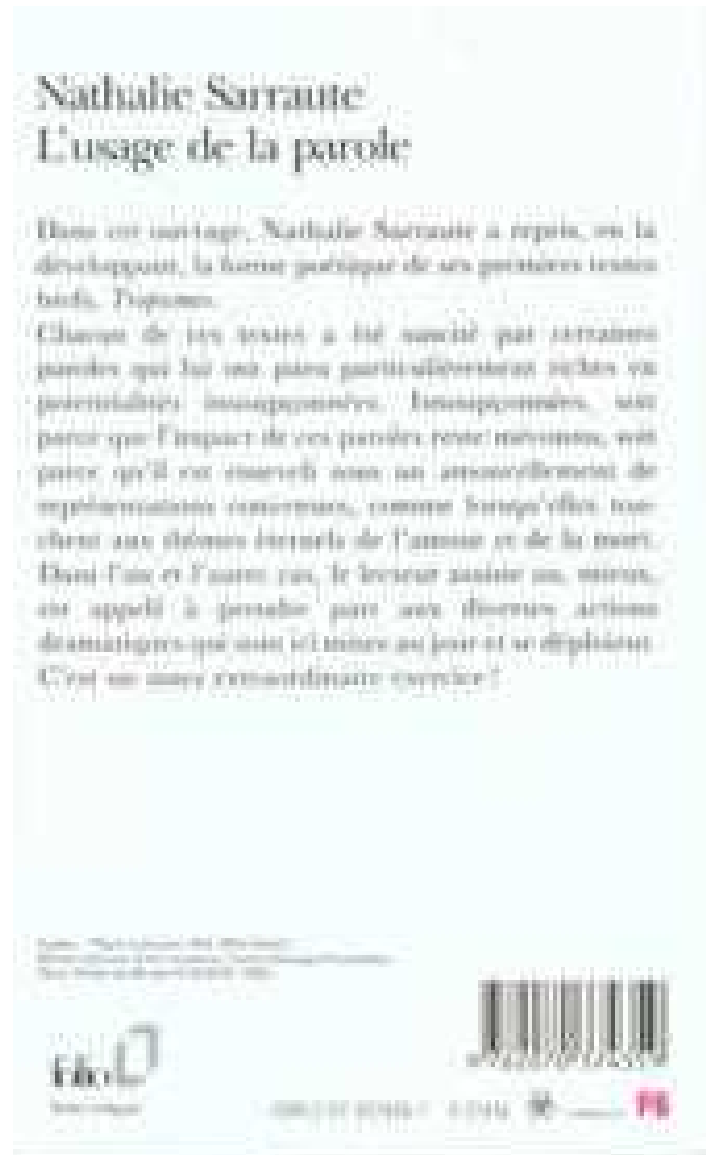 Nathalie Sarraute
L'usage de la parole
Dans cet ouvrage, Nathalie Sarraute a repris, en la
développant, la forme poétique de ses premiers textes
brefs, Tropismes.
Chacun de ces textes a été suscité par certaines
paroles qui lui ont paru particulièrement riches en
potentialités insoupçonnées. Insoupçonnées, soit
parce que l'impact de ces paroles reste méconnu, soit
parce qu'il est enseveli sous un amoncellement de
représentations convenues, comme lorsqu'elles tou-
chent aux thèmes éternels de l'amour et de la mort.
Dans l'un et l'autre cas, le lecteur assiste ou, mieux,
est appelé à prendre part aux diverses actions
dramatiques qui sont ici mises au jour et se déploient.
C'est un assez extraordinaire exercice !
folio